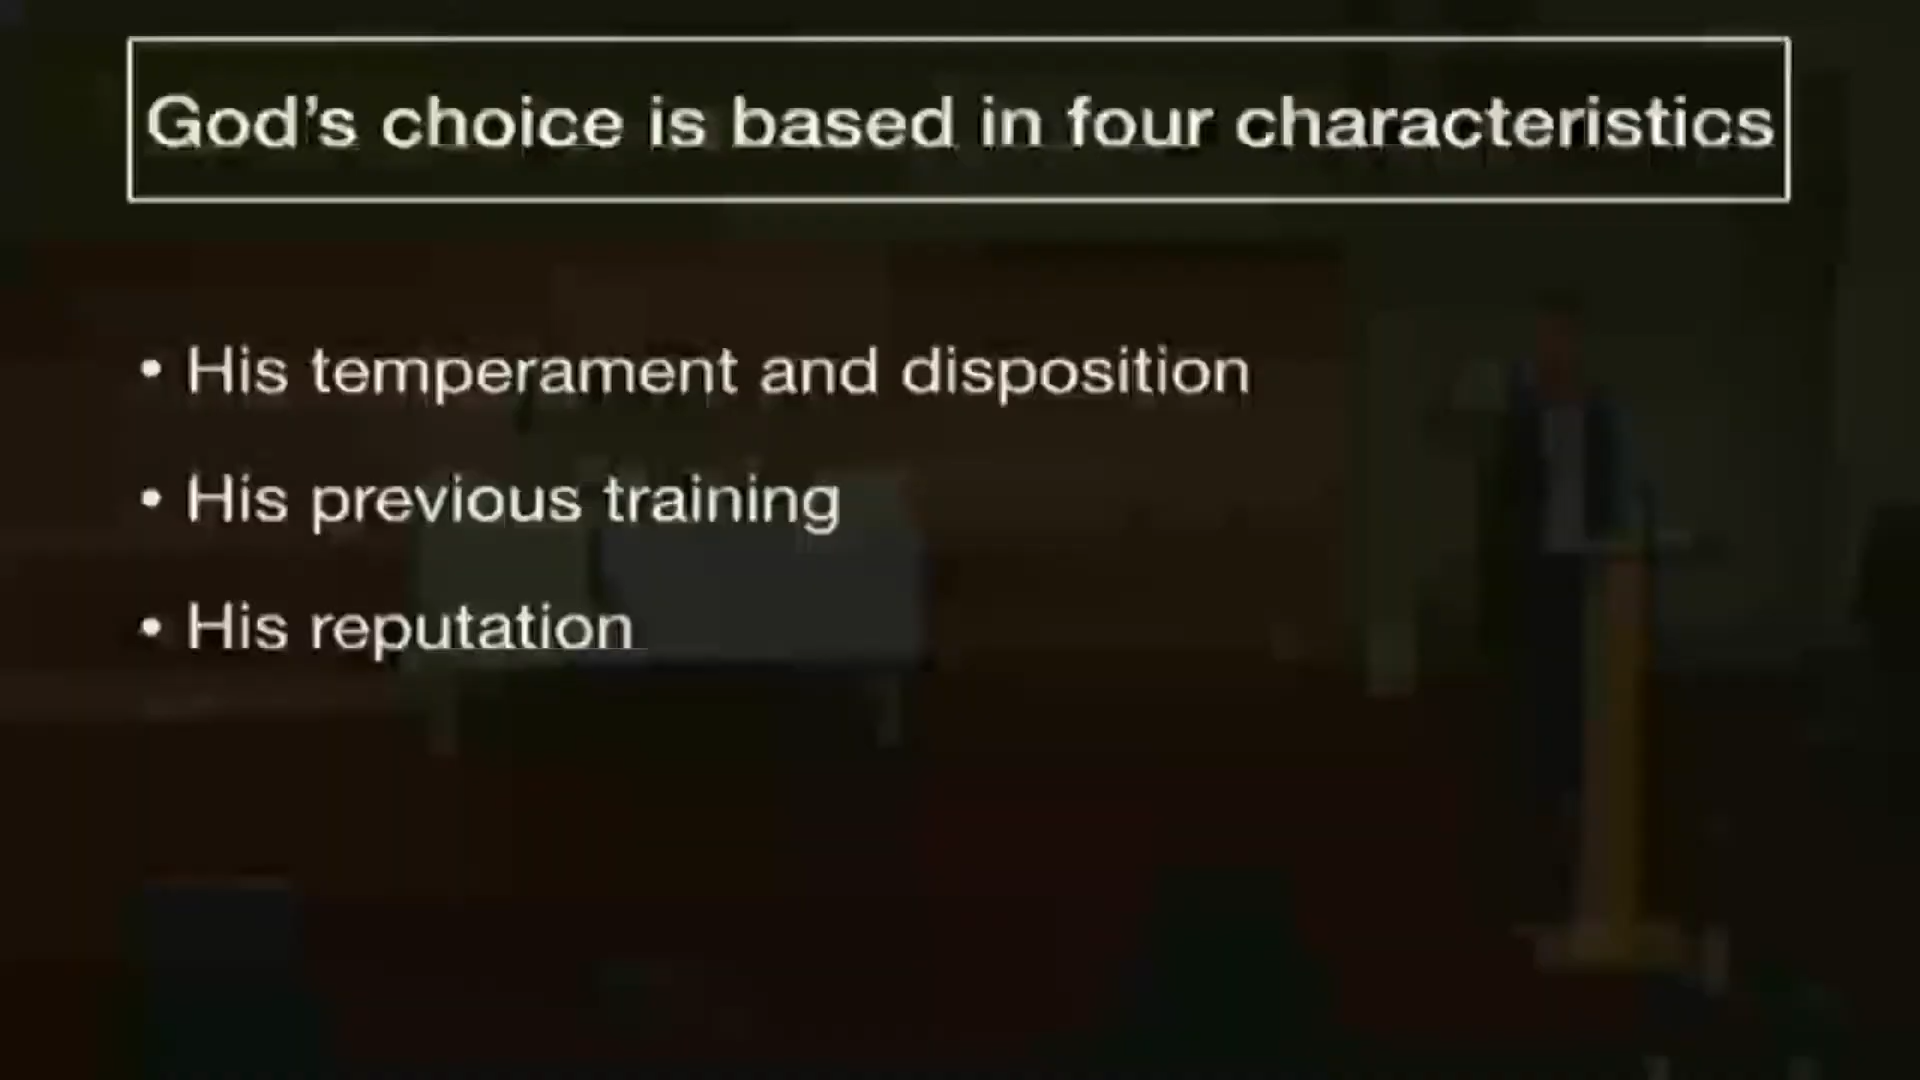 God's choice is based in four characteristics
• His temperament and disposition
• His previous training
• His reputation